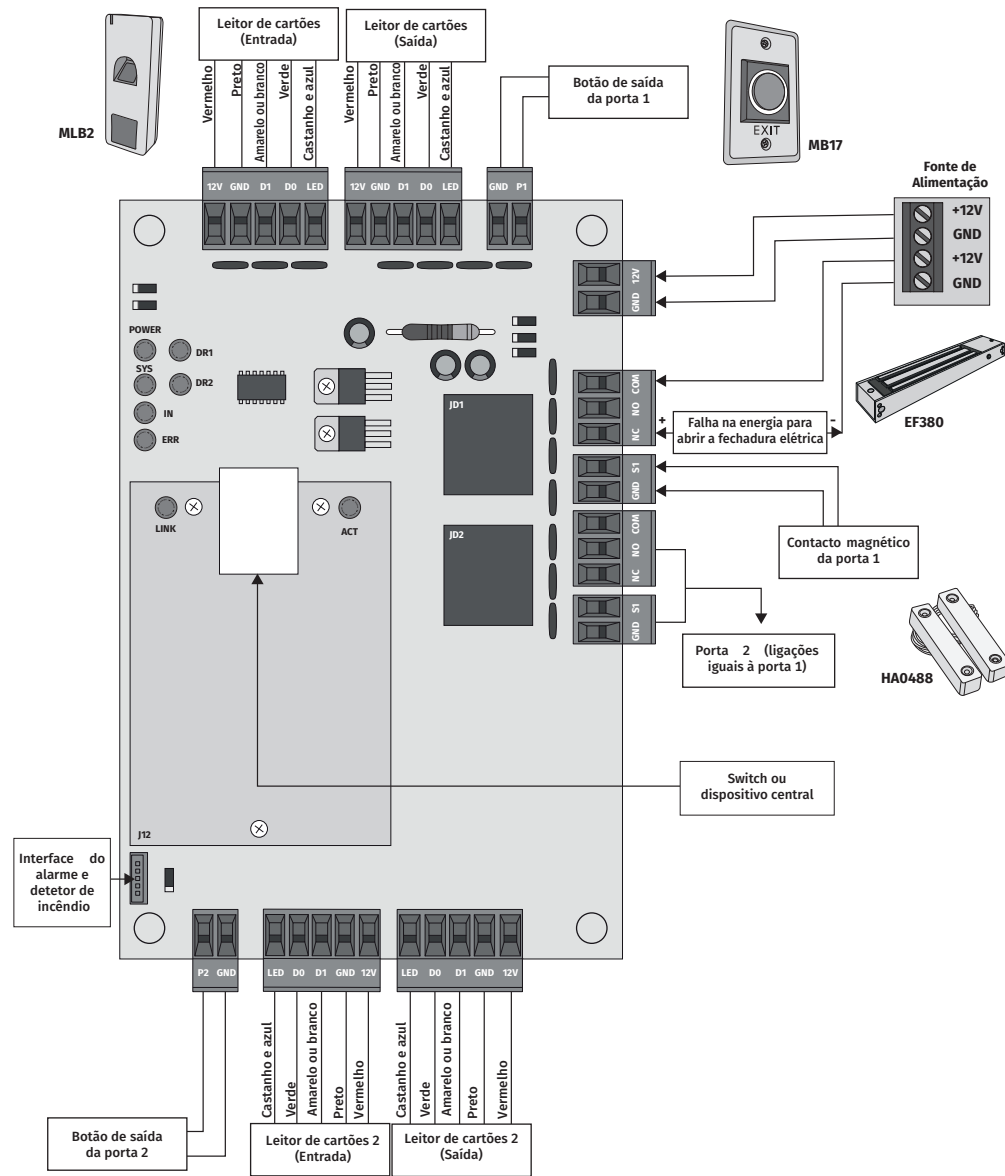 Leitor de cartões
(Entrada)
Leitor de cartões
(Saída)
Vermelho
Preto
Amarelo ou branco
Verde
Castanho e azul
Vermelho
Preto
Amarelo ou branco
Verde
Castanho e azul
Botão de saída
da porta 1
MLB2
EXIT
MB17
12V GND D1 D0 LED
12V GND D1 D0 LED
GND P1
Fonte de
Alimentação
+12V
GND
+12V
GND
12V
GND
POWER
DR1
SYS
DR2
IN
ERR
JD1
COM
NO
NC
+
Falha na energia para
abrir a fechadura elétrica
-
EF380
S1
GND
LINK
ACT
JD2
COM
NO
NC
Contacto magnético
da porta 1
S1
GND
Porta 2 (ligações
iguais à porta 1)
HA0488
Switch ou
dispositivo central
J12
Interface do
alarme e
detetor de
incêndio
P2 GND
LED D0 D1 GND 12V
LED D0 D1 GND 12V
Castanho e azul
Verde
Amarelo ou branco
Preto
Vermelho
Castanho e azul
Verde
Amarelo ou branco
Preto
Vermelho
Botão de saída
da porta 2
Leitor de cartões 2
(Entrada)
Leitor de cartões 2
(Saída)